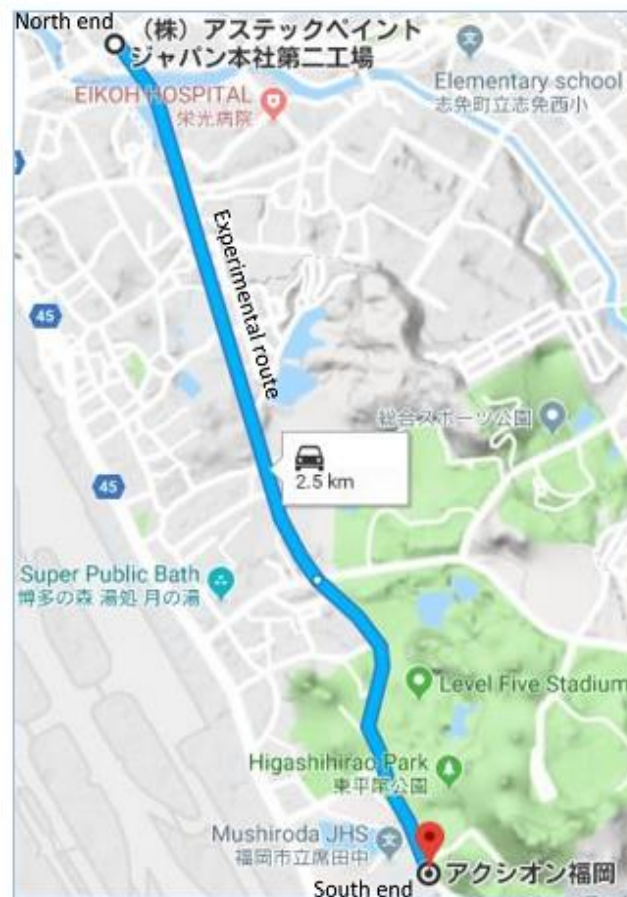 North end
（株）アステックペイント
ジャパン本社第二工場
Elementary school
志免町立志免西小
EIKOH HOSPITAL
栄光病院
Experimental route
45
総合スポーツ公園
2.5 km
45
Super Public Bath
博多の森 湯処 月の湯
Level Five Stadium
Higashihirao Park
東平尾公園
Mushiroda JHS
福岡市立席田中
アクシオン福岡
South end